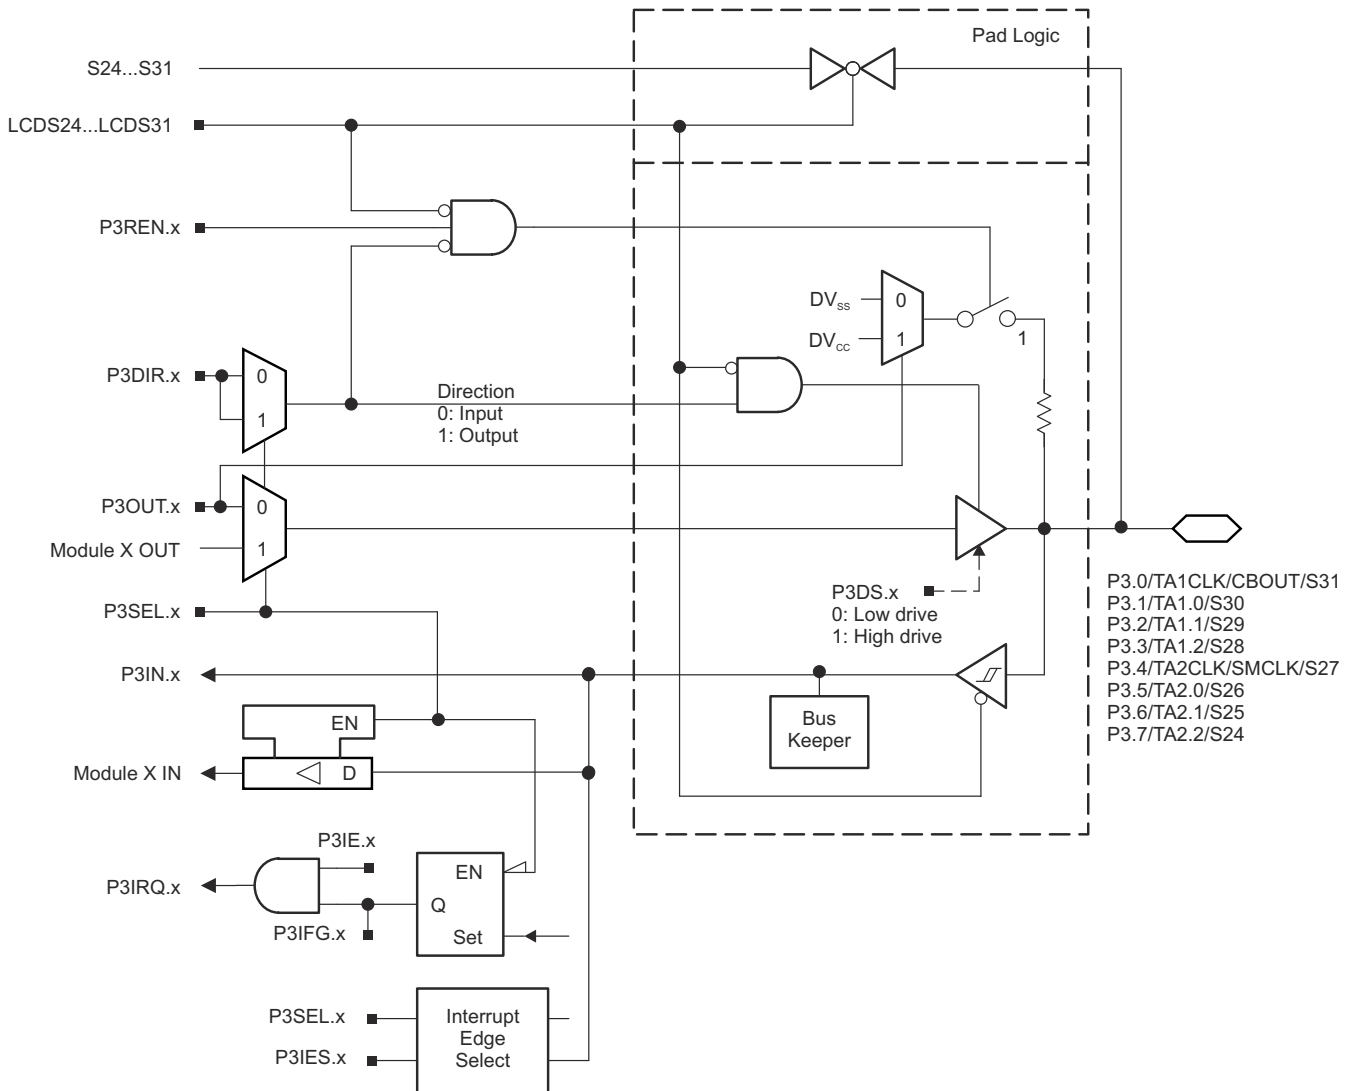 Pad Logic
S24...S31
LCDS24...LCDS31
P3REN.x
DVSS
0
DVCC
1
1
P3DIR.x
0
1
Direction
0: Input
1: Output
P3OUT.x
0
Module X OUT
1
P3SEL.x
P3DS.x
0: Low drive
1: High drive
P3.0/TA1CLK/CBOUT/S31
P3.1/TA1.0/S30
P3.2/TA1.1/S29
P3.3/TA1.2/S28
P3.4/TA2CLK/SMCLK/S27
P3.5/TA2.0/S26
P3.6/TA2.1/S25
P3.7/TA2.2/S24
P3IN.x
Bus
Keeper
EN
Module X IN
D
P3IE.x
P3IRQ.x
EN
Q
P3IFG.x
Set
P3SEL.x
P3IES.x
Interrupt
Edge
Select